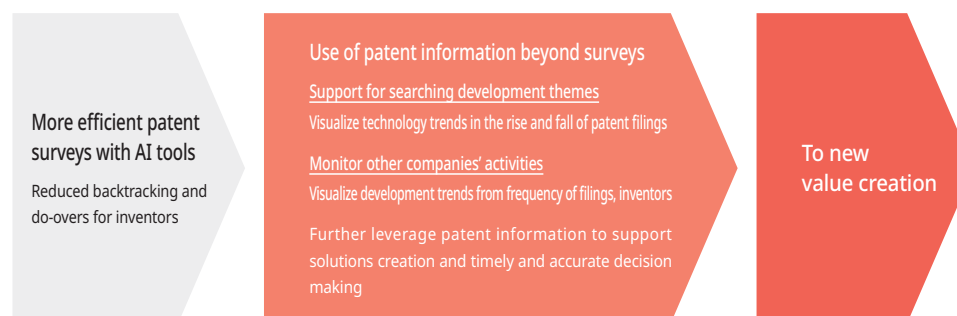 More efficient patent
surveys with AI tools
Reduced backtracking and
do-overs for inventors
Use of patent information beyond surveys
Support for searching development themes
Visualize technology trends in the rise and fall of patent filings
Monitor other companies’ activities
Visualize development trends from frequency of filings, inventors
Further leverage patent information to support
solutions creation and timely and accurate decision
making
To new
value creation